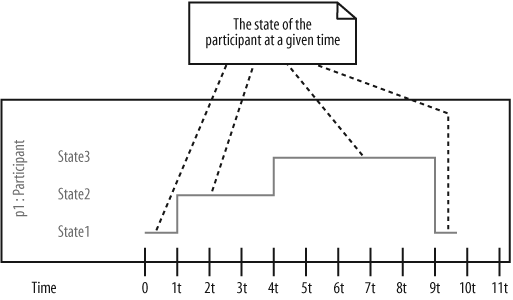 The state of the
participant at a given time
p1 : Participant
State3
State2
State1
Time 0 1t 2t 3t 4t 5t 6t 7t 8t 9t 10t 11t